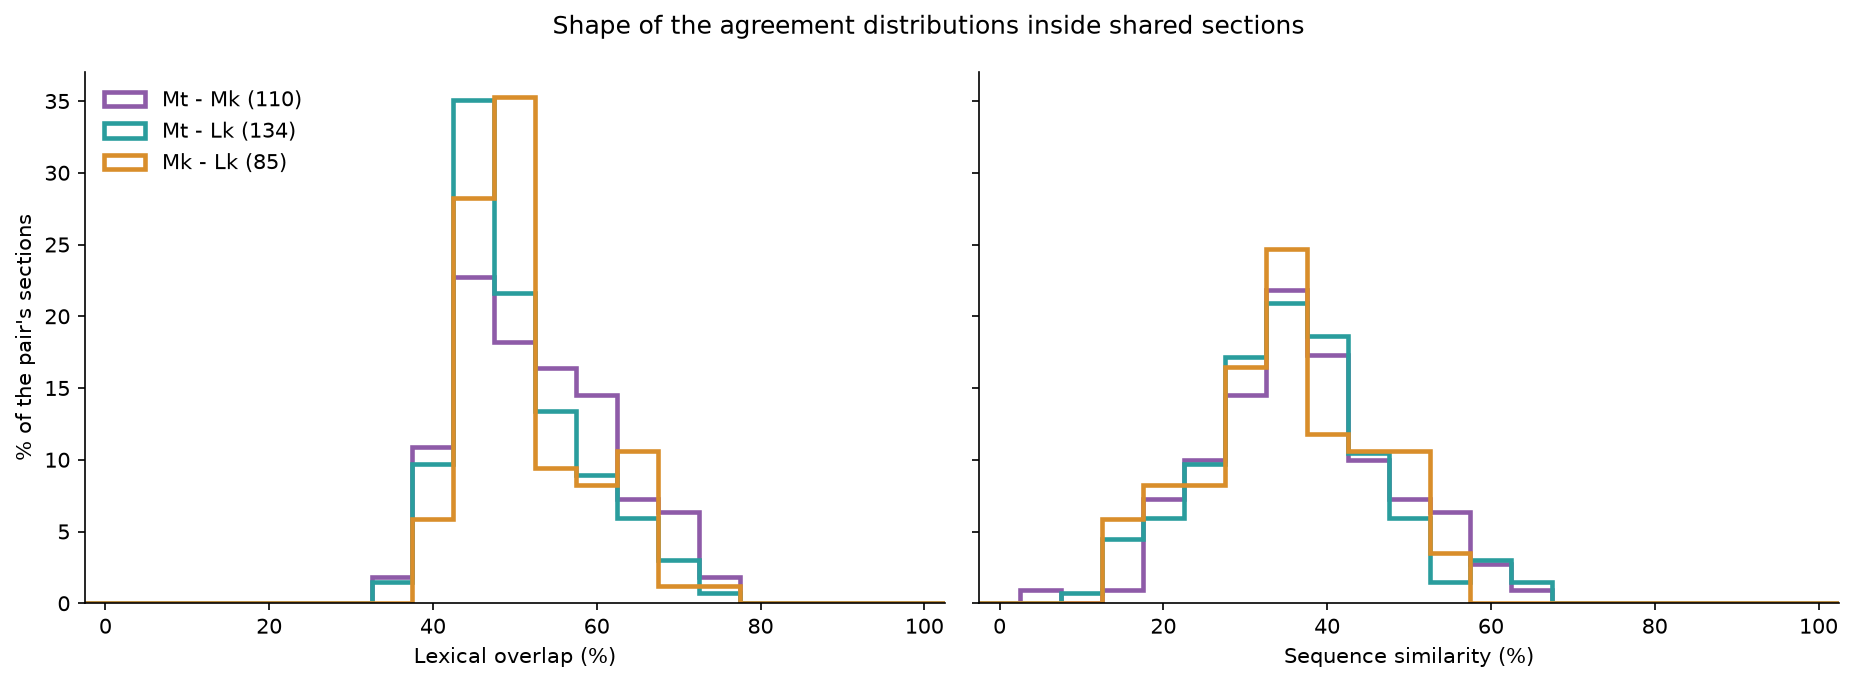 Shape of the agreement distributions inside shared sections
Mt - Mk (110)
Mt - Lk (134)
Mk - Lk (85)
% of the pair's sections
35
30
25
20
15
10
5
0
0 20 40 60 80 100
Lexical overlap (%)
0 20 40 60 80 100
Sequence similarity (%)